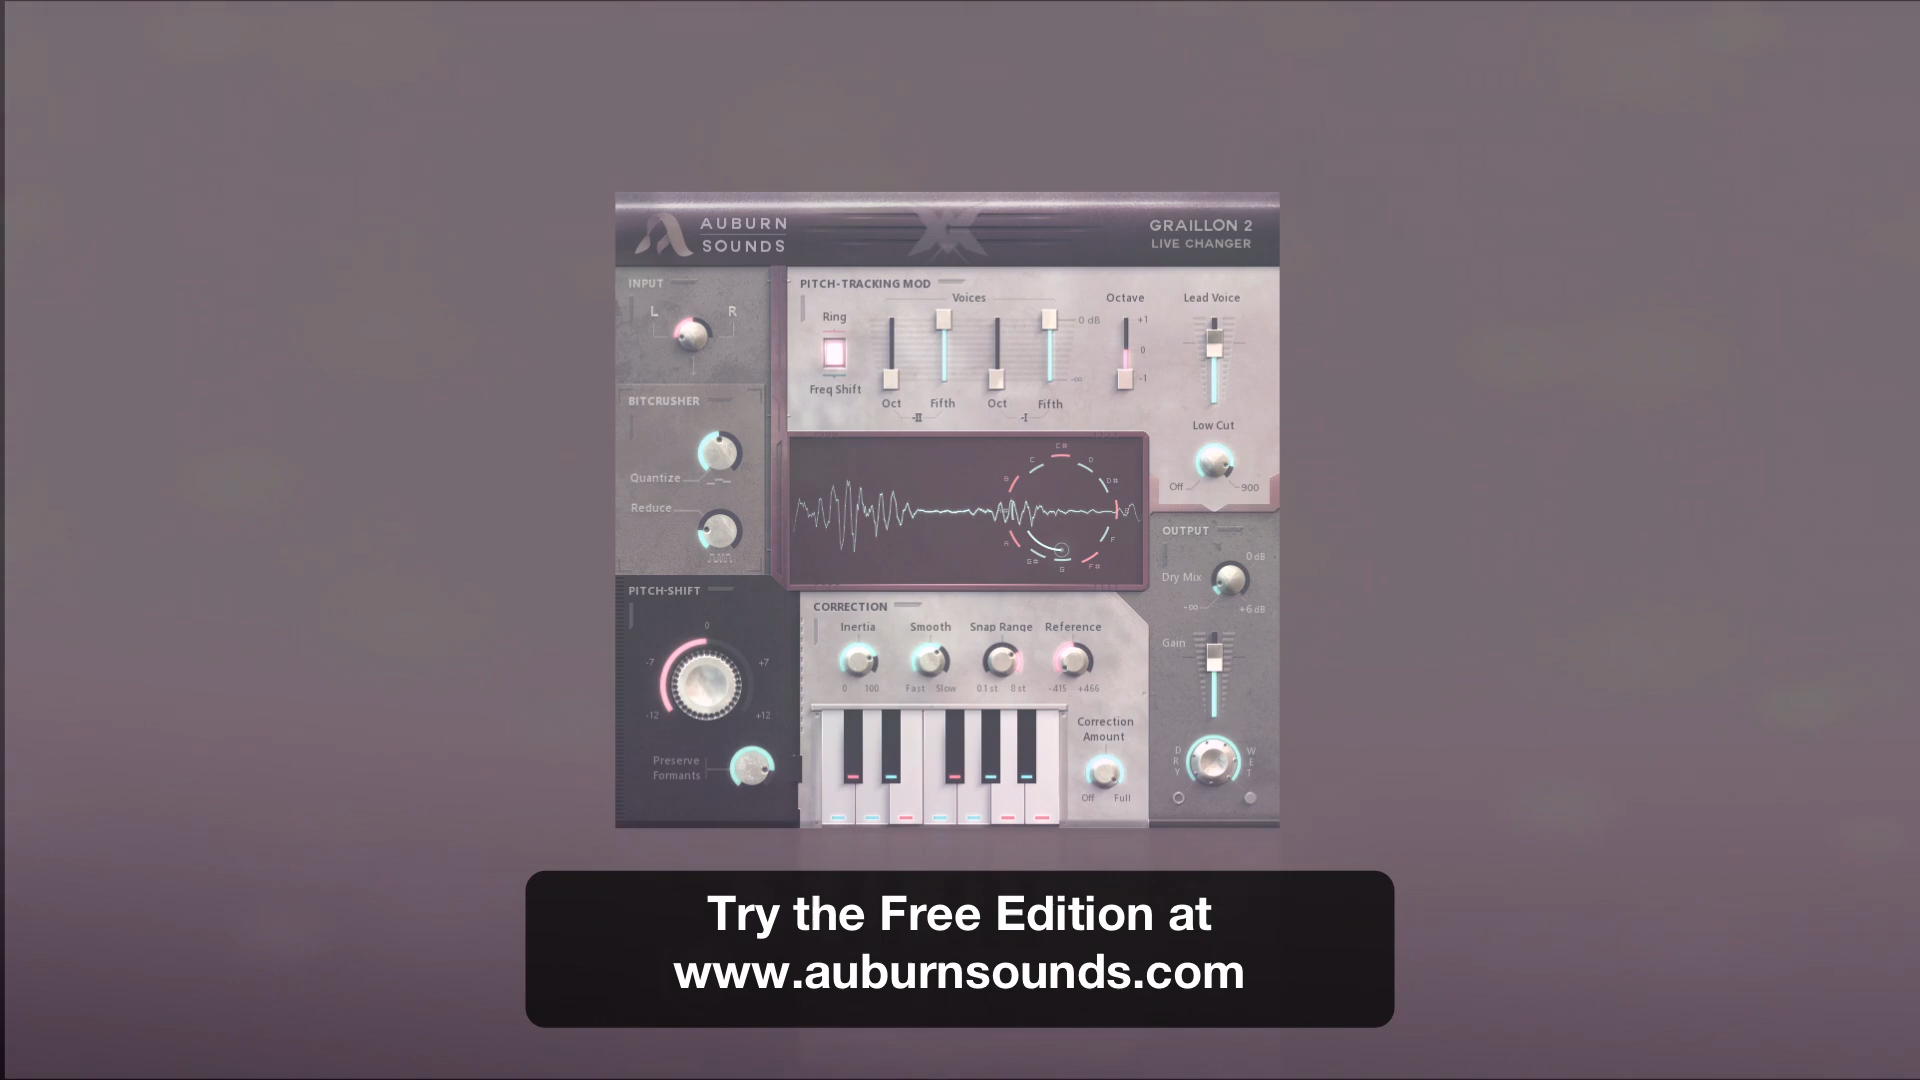 AUBURN
SOUNDS
GRAILLON 2
LIVE CHANGER
INPUT
L R
PITCH-TRACKING MOD
Voices
Octave
Lead Voice
Ring
Freq Shift
0 dB
-∞
+1
0
-1
Oct Fifth Oct Fifth
-II -I
BITCRUSHER
Quantize
Reduce
Low Cut
Off 900
C#
C D
B D#
A F
G# F#
G
OUTPUT
0 dB
Dry Mix
-∞ +6 dB
Gain
DRY WET
PITCH-SHIFT
0
-7 +7
-12 +12
Preserve
Formants
CORRECTION
Inertia Smooth Snap Range Reference
0 100 Fast Slow 0.1 st 8 st -415 +466
Correction
Amount
Off Full
Try the Free Edition at
www.auburnsounds.com